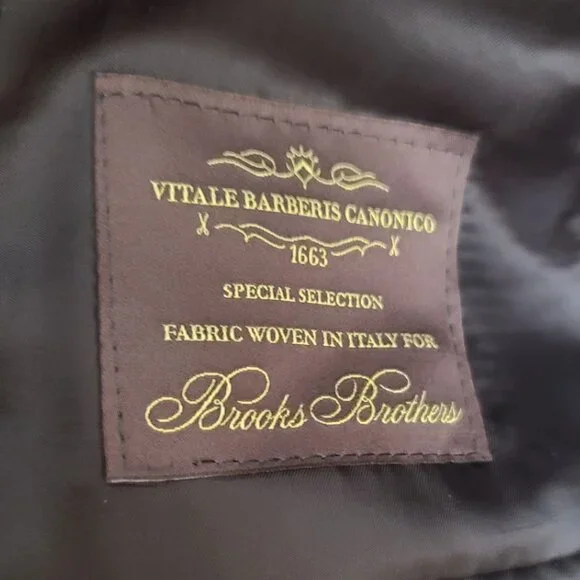 VITALE BARBERIS CANONICO
1663
SPECIAL SELECTION
FABRIC WOVEN IN ITALY FOR
Brooks Brothers